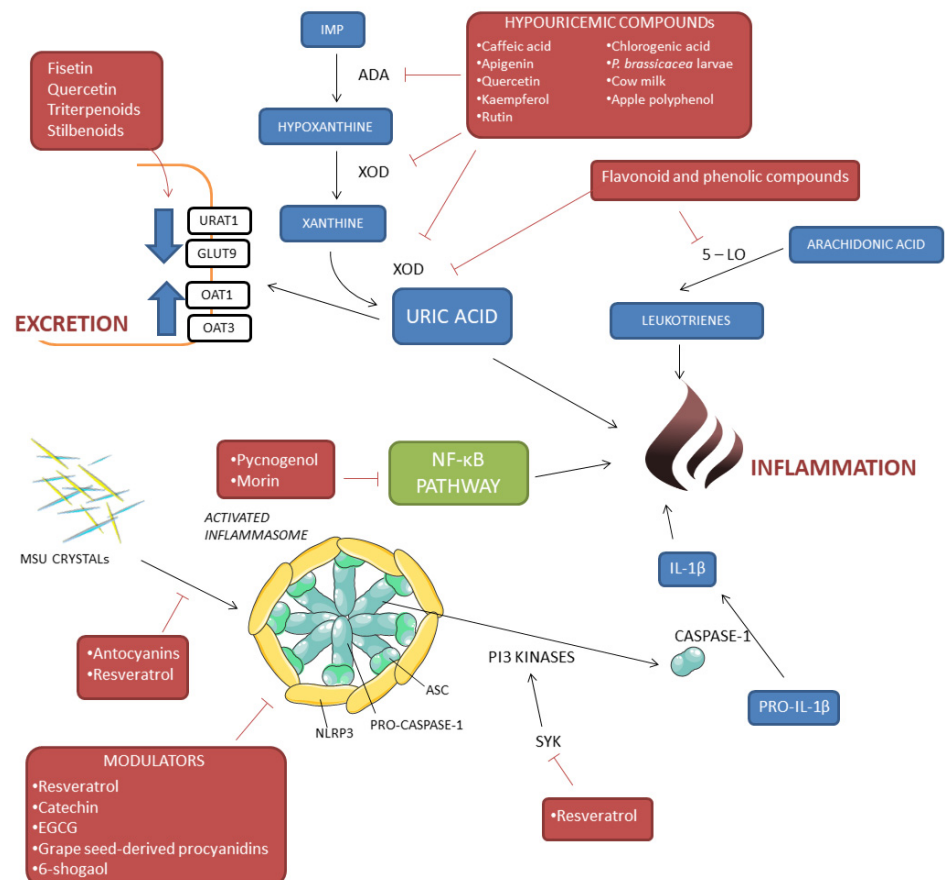 HYPOURICEMIC COMPOUNDs
•Caffeic acid
•Apigenin
•Quercetin
•Kaempferol
•Rutin
•Chlorogenic acid
•P. brassicacea larvae
•Cow milk
•Apple polyphenol
IMP
ADA
HYPOXANTHINE
XOD
XANTHINE
XOD
URIC ACID
Fisetin
Quercetin
Triterpenoids
Stilbenoids
URAT1
GLUT9
OAT1
OAT3
EXCRETION
Flavonoid and phenolic compounds
5 – LO
ARACHIDONIC ACID
LEUKOTRIENES
INFLAMMATION
•Pycnogenol
•Morin
NF-κB
PATHWAY
ACTIVATED
INFLAMMASOME
MSU CRYSTALs
•Antocyanins
•Resveratrol
ASC
PRO-CASPASE-1
NLRP3
PI3 KINASES
SYK
•Resveratrol
CASPASE-1
IL-1β
PRO-IL-1β
MODULATORS
•Resveratrol
•Catechin
•EGCG
•Grape seed-derived procyanidins
•6-shogaol